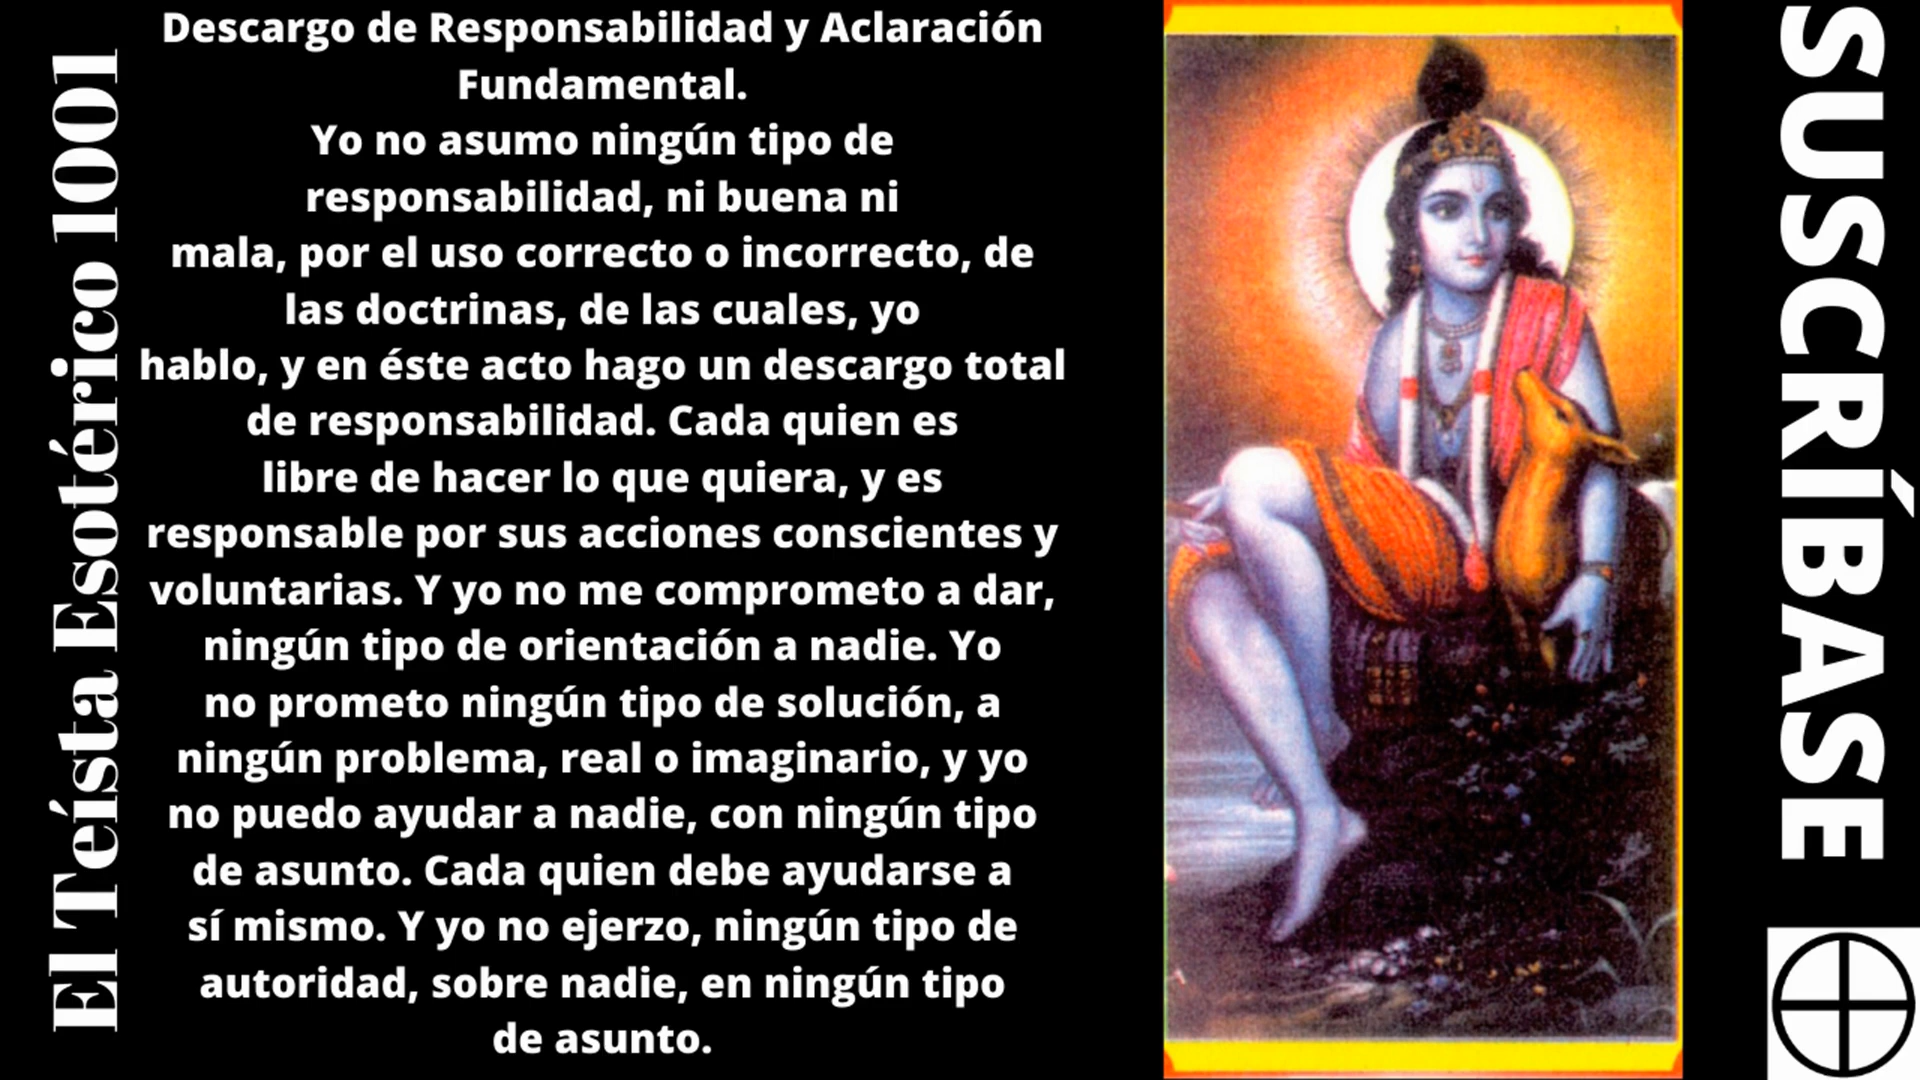 El Teísta Esotérico 1001
Descargo de Responsabilidad y Aclaración
Fundamental.
Yo no asumo ningún tipo de
responsabilidad, ni buena ni
mala, por el uso correcto o incorrecto, de
las doctrinas, de las cuales, yo
hablo, y en éste acto hago un descargo total
de responsabilidad. Cada quien es
libre de hacer lo que quiera, y es
responsable por sus acciones conscientes y
voluntarias. Y yo no me comprometo a dar,
ningún tipo de orientación a nadie. Yo
no prometo ningún tipo de solución, a
ningún problema, real o imaginario, y yo
no puedo ayudar a nadie, con ningún tipo
de asunto. Cada quien debe ayudarse a
sí mismo. Y yo no ejerzo, ningún tipo de
autoridad, sobre nadie, en ningún tipo
de asunto.
SUSCRÍBASE